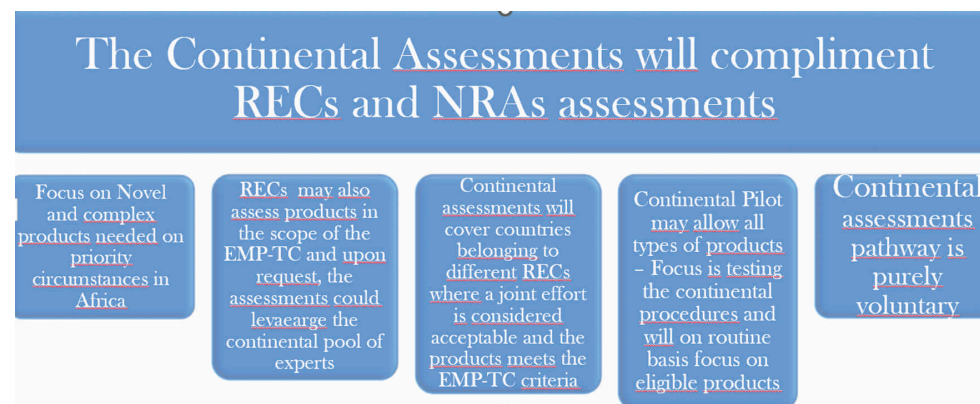 The Continental Assessments will compliment
RECs and NRAs assessments
Focus on Novel
and complex
products needed on
priority
circumstances in
Africa
RECs may also
assess products in
the scope of the
EMP-TC and upon
request, the
assessments could
levaearge the
continental pool of
experts
Continental
assessments will
cover countries
belonging to
different RECs
where a joint effort
is considered
acceptable and the
products meets the
EMP-TC criteria
Continental Pilot
may allow all
types of products
– Focus is testing
the continental
procedures and
will on routine
basis focus on
eligible products
Continental
assessments
pathway is
purely
voluntary